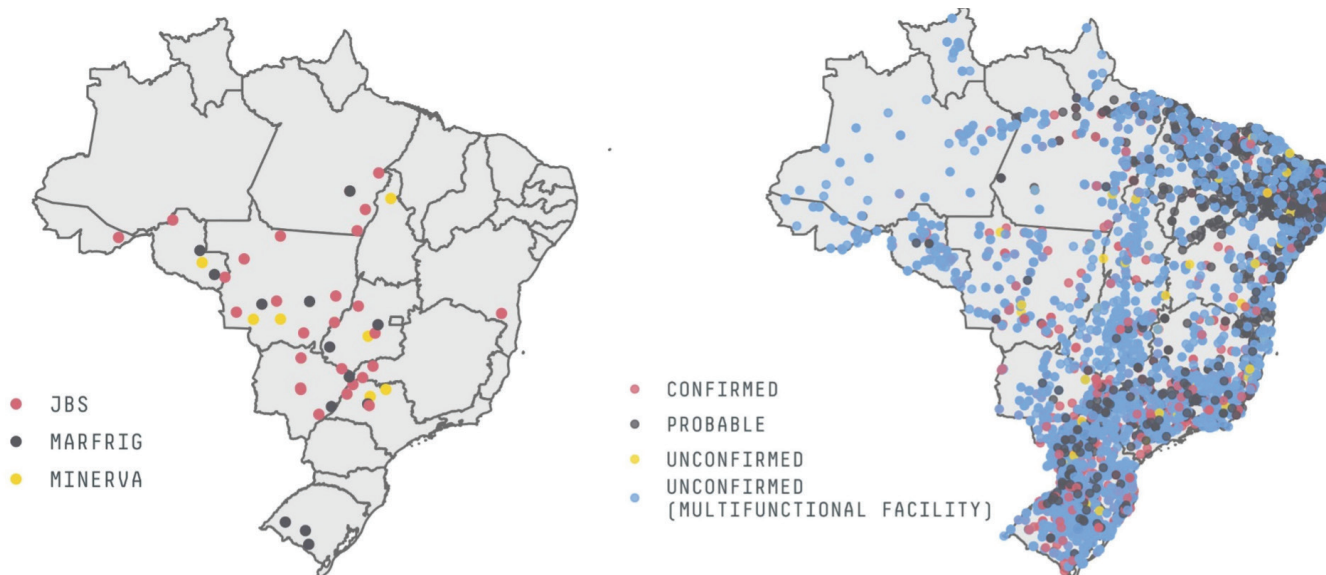 JBS
MARFRIG
MINERVA
CONFIRMED
PROBABLE
UNCONFIRMED
UNCONFIRMED
(MULTIFUNCTIONAL FACILITY)